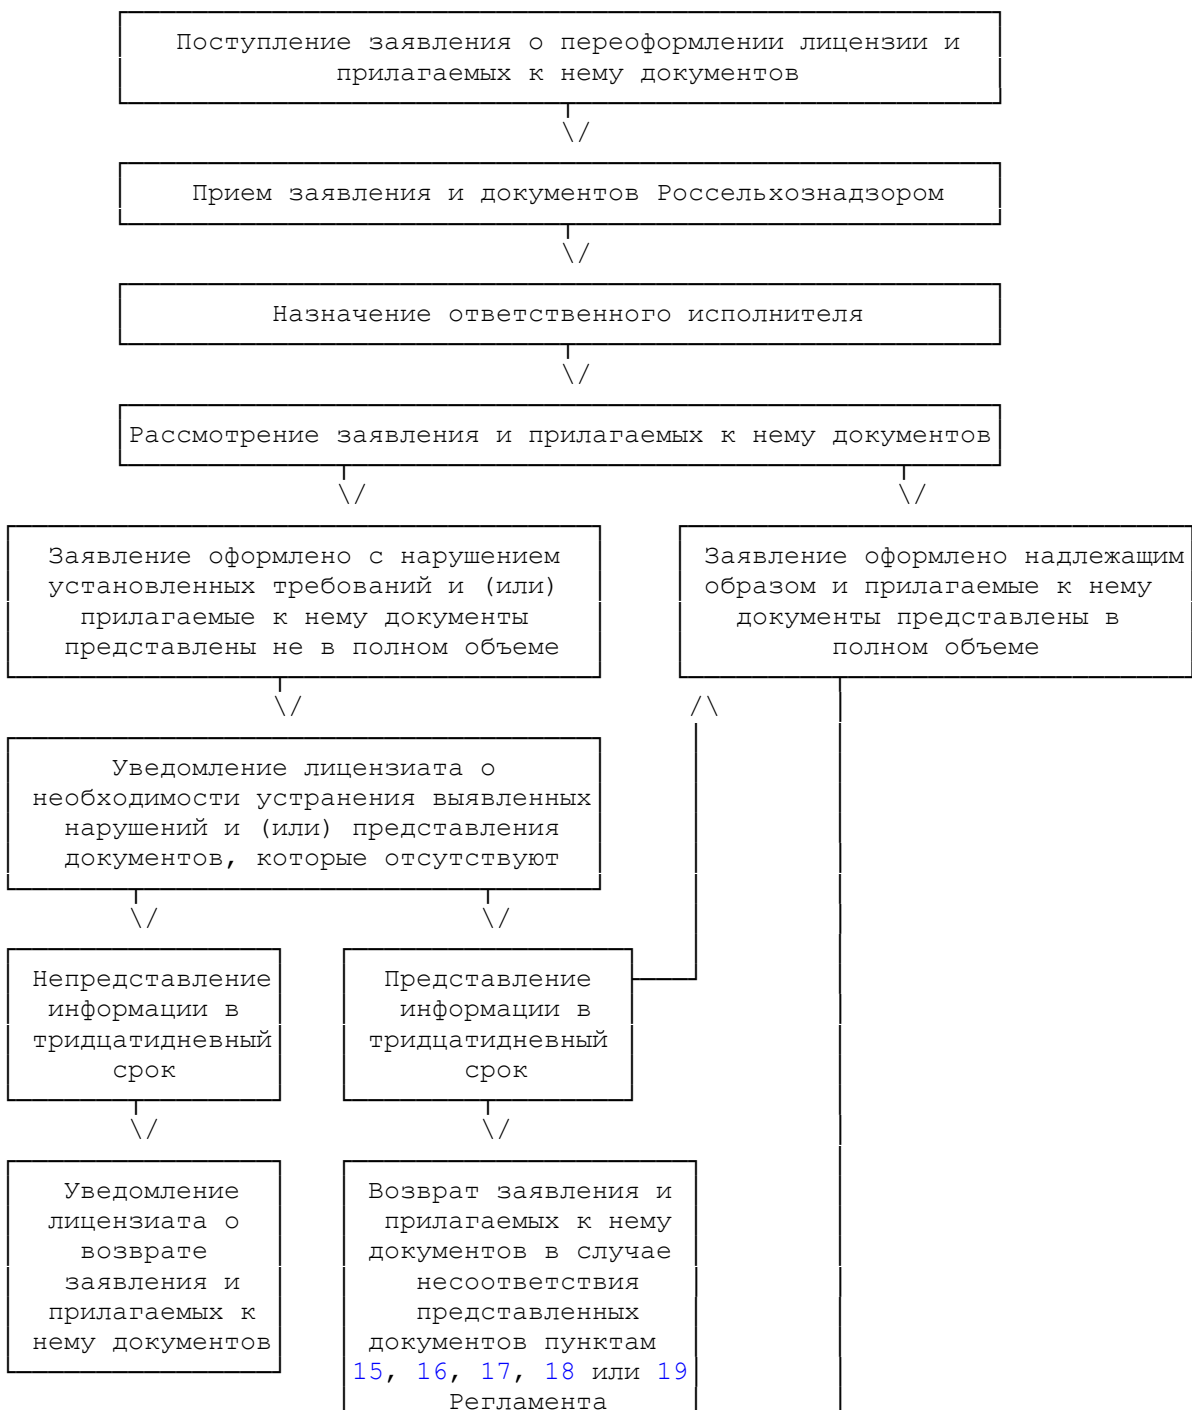 Поступление заявления о переоформлении лицензии и
прилагаемых к нему документов
\/
Прием заявления и документов Россельхознадзором
\/
Назначение ответственного исполнителя
\/
Рассмотрение заявления и прилагаемых к нему документов
\/
\/
Заявление оформлено с нарушением
установленных требований и (или)
прилагаемые к нему документы
представлены не в полном объеме
Заявление оформлено надлежащим
образом и прилагаемые к нему
документы представлены в
полном объеме
\/
/\
Уведомление лицензиата о
необходимости устранения выявленных
нарушений и (или) представления
документов, которые отсутствуют
\/
\/
Непредставление
информации в
тридцатидневный
срок
Представление
информации в
тридцатидневный
срок
\/
\/
Уведомление
лицензиата о
возврате
заявления и
прилагаемых к
нему документов
Возврат заявления и
прилагаемых к нему
документов в случае
несоответствия
представленных
документов пунктам
15, 16, 17, 18 или 19
Регламента